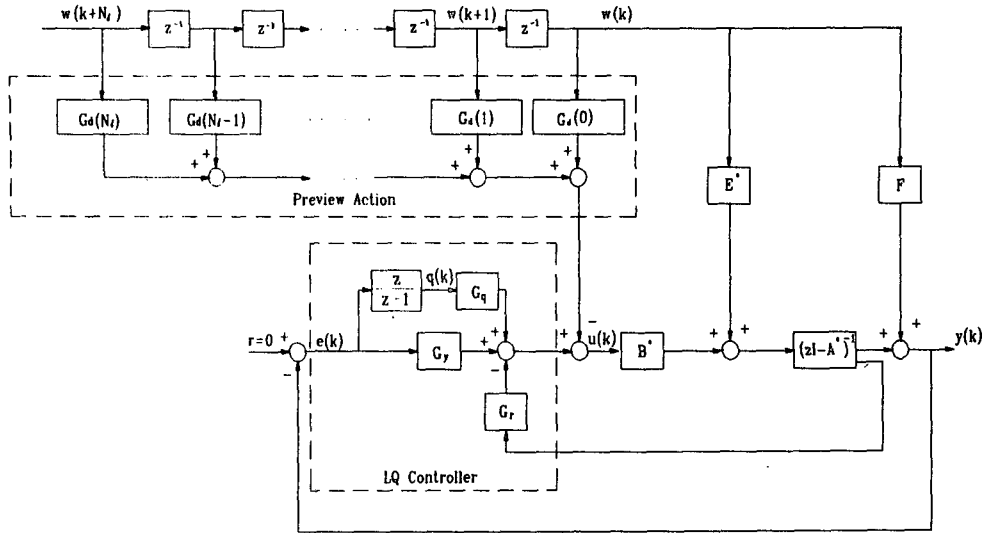 w(k+Nℓ) z⁻¹ z⁻¹ z⁻¹ w(k+1) z⁻¹ w(k)
Gd(Nℓ) Gd(Nℓ-1) Gd(1) Gd(0)
+ + + + + +
Preview Action
E* F
z
z-1
q(k) Gq
r=0 + e(k) Gy + + − + − u(k) B* + + (zI-A*)⁻¹ + + y(k)
−
Gr
LQ Controller